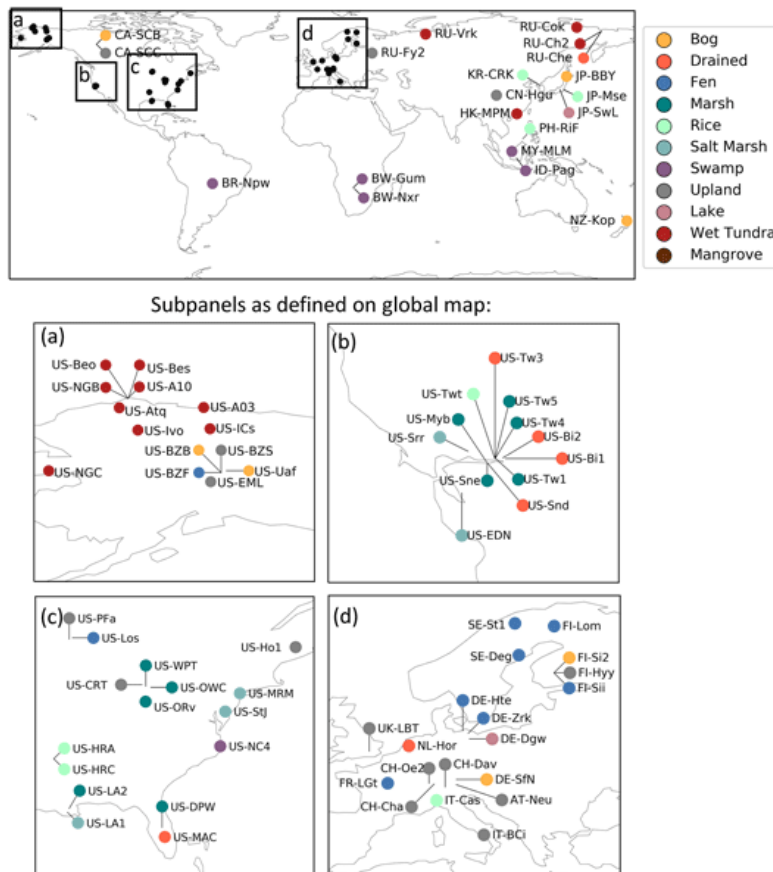 a
CA-SCB
CA-SCC
b
c
d
RU-Vrk
RU-Fy2
RU-Cok
RU-Ch2
RU-Che
KR-CRK
JP-BBY
CN-Hgu
JP-Mse
HK-MPM
JP-SwL
PH-RiF
MY-MLM
ID-Pag
BR-Npw
BW-Gum
BW-Nxr
NZ-Kop
Bog
Drained
Fen
Marsh
Rice
Salt Marsh
Swamp
Upland
Lake
Wet Tundra
Mangrove
Subpanels as defined on global map:
(a)
US-Beo
US-Bes
US-NGB
US-A10
US-Atq
US-A03
US-Ivo
US-ICs
US-BZB
US-BZS
US-NGC
US-BZF
US-Uaf
US-EML
(b)
US-Tw3
US-Twt
US-Tw5
US-Myb
US-Tw4
US-Srr
US-Bi2
US-Bi1
US-Sne
US-Tw1
US-Snd
US-EDN
(c)
US-PFa
US-Los
US-Ho1
US-WPT
US-CRT
US-OWC
US-MRM
US-ORv
US-StJ
US-HRA
US-NC4
US-HRC
US-LA2
US-DPW
US-LA1
US-MAC
(d)
SE-St1
FI-Lom
SE-Deg
FI-Si2
FI-Hyy
FI-Sii
DE-Hte
DE-Zrk
UK-LBT
DE-Dgw
NL-Hor
CH-Oe2
CH-Dav
FR-LGt
DE-SfN
CH-Cha
IT-Cas
AT-Neu
IT-BCi